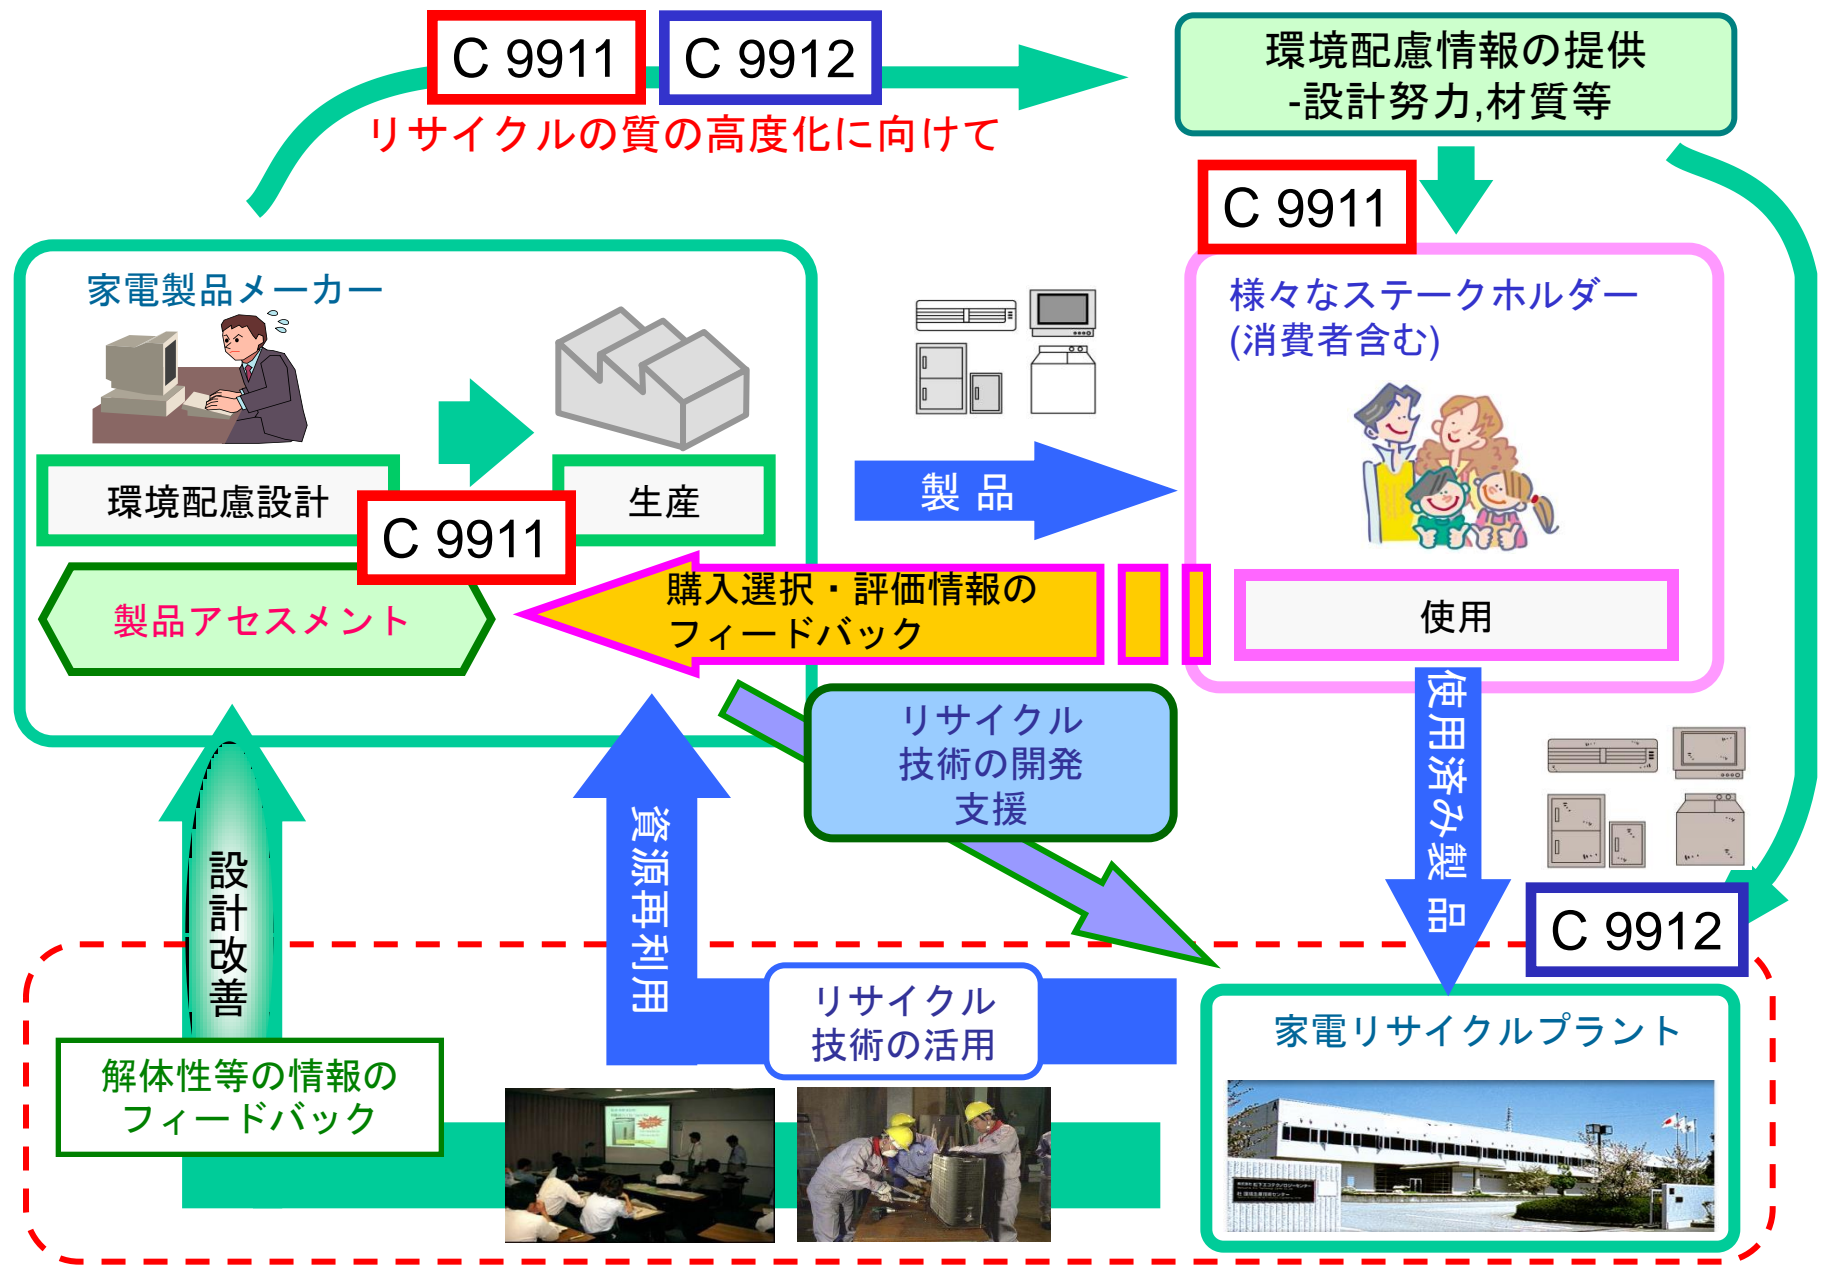 C 9911
C 9912
リサイクルの質の高度化に向けて
環境配慮情報の提供
-設計努力,材質等
C 9911
家電製品メーカー
様々なステークホルダー
(消費者含む)
環境配慮設計
C 9911
生産
製 品
製品アセスメント
購入選択・評価情報の
フィードバック
使用
使用済み製品
リサイクル
技術の開発
支援
資源再利用
設計改善
C 9912
リサイクル
技術の活用
家電リサイクルプラント
解体性等の情報の
フィードバック